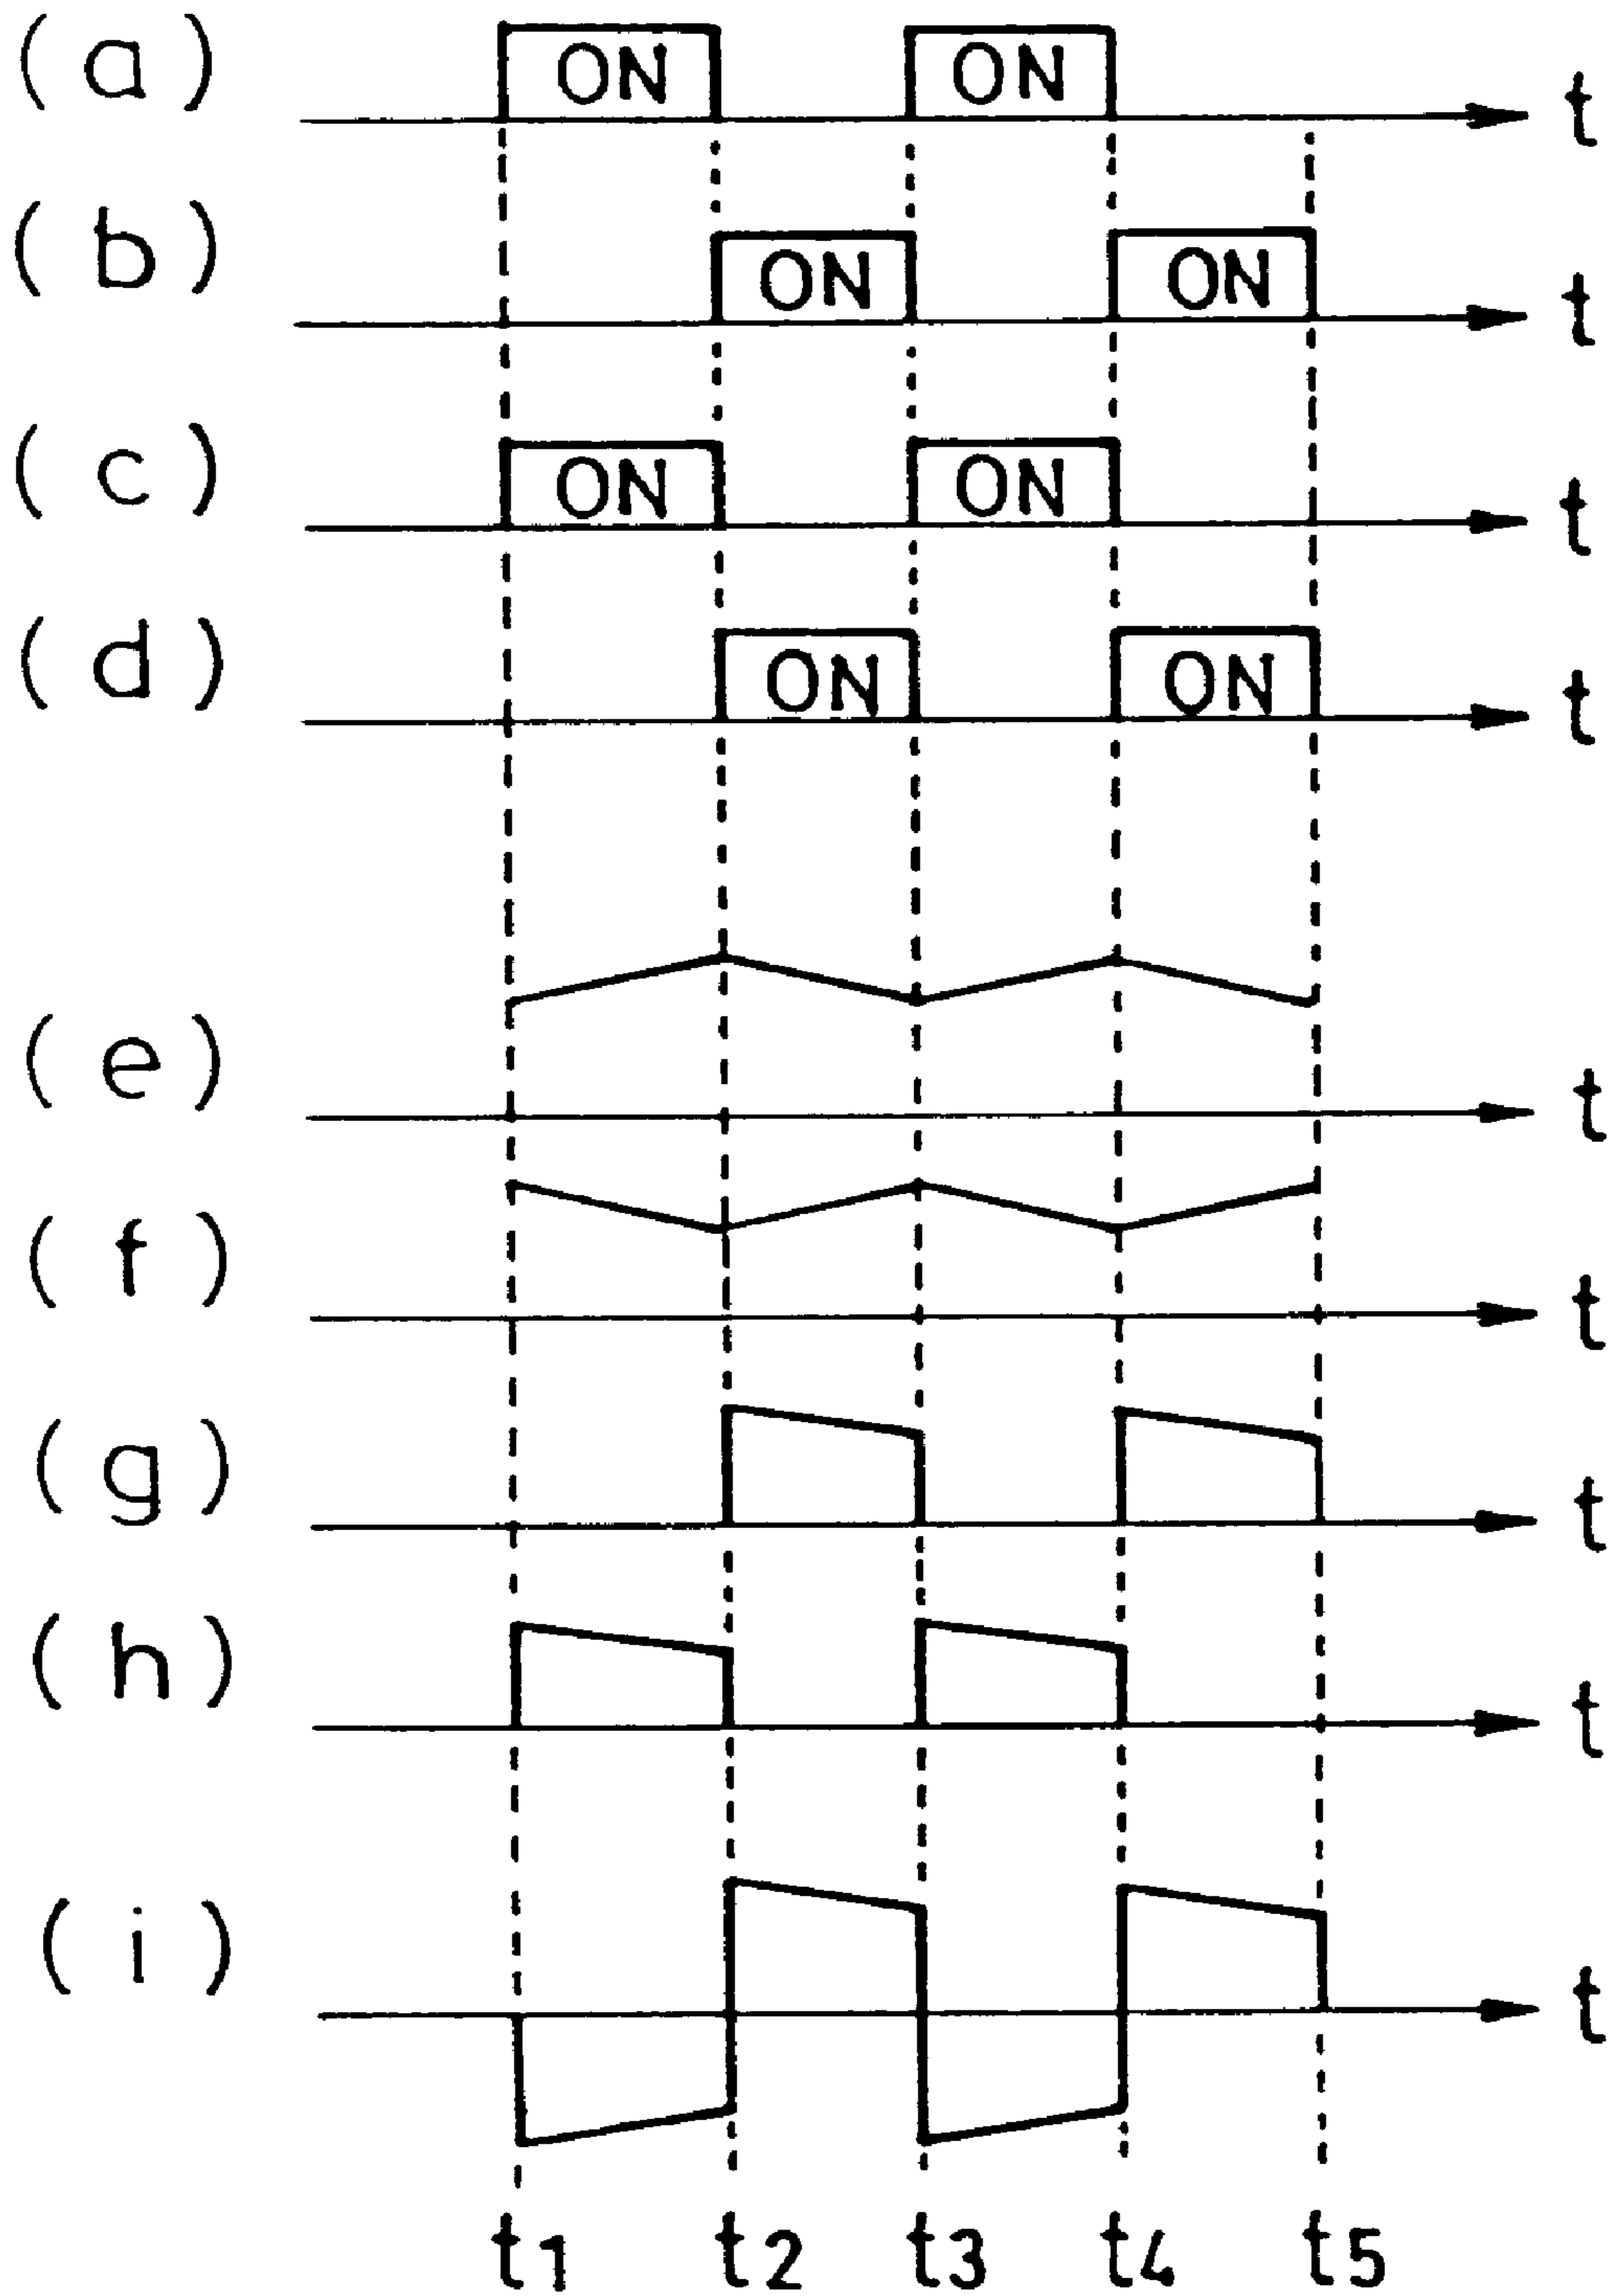 (a) ON ON t
(b) ON ON t
(c) ON ON t
(d) ON ON t
(e) t
(f) t
(g) t
(h) t
(i) t
t1 t2 t3 t4 t5